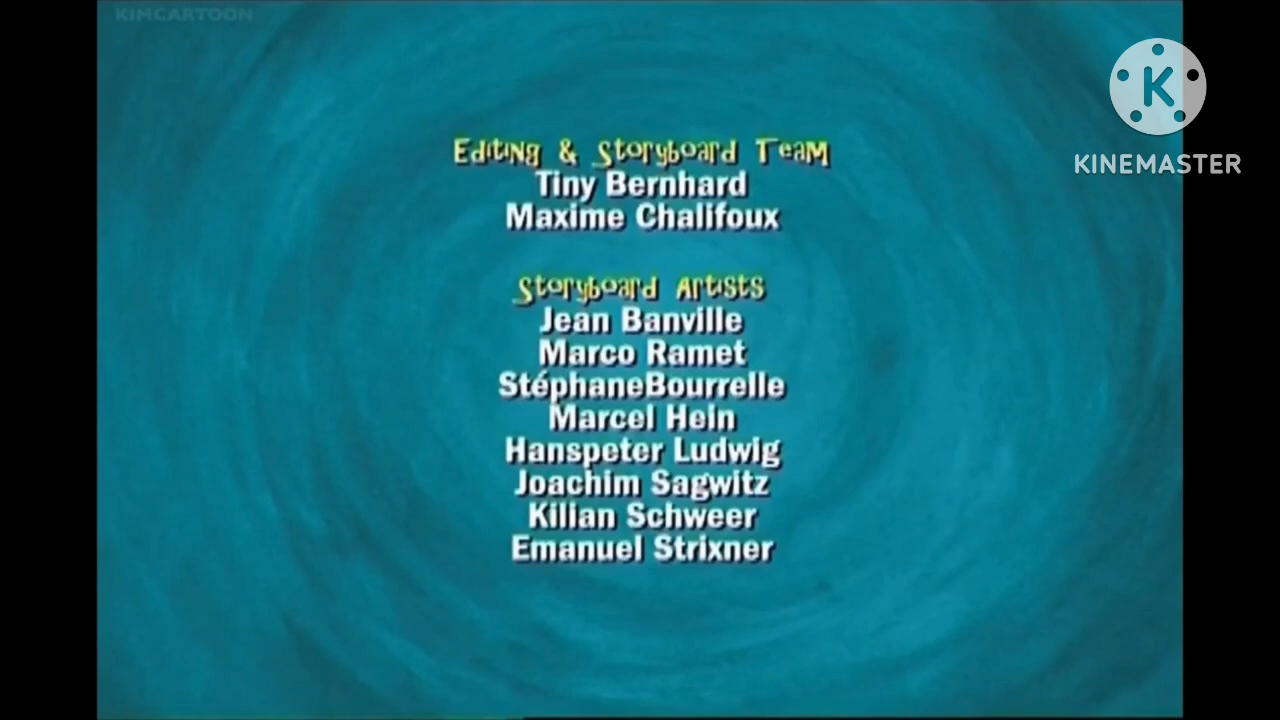 KIMCARTOON
KINEMASTER
Editing & Storyboard Team
Tiny Bernhard
Maxime Chalifoux
Storyboard Artists
Jean Banville
Marco Ramet
StéphaneBourrelle
Marcel Hein
Hanspeter Ludwig
Joachim Sagwitz
Kilian Schweer
Emanuel Strixner